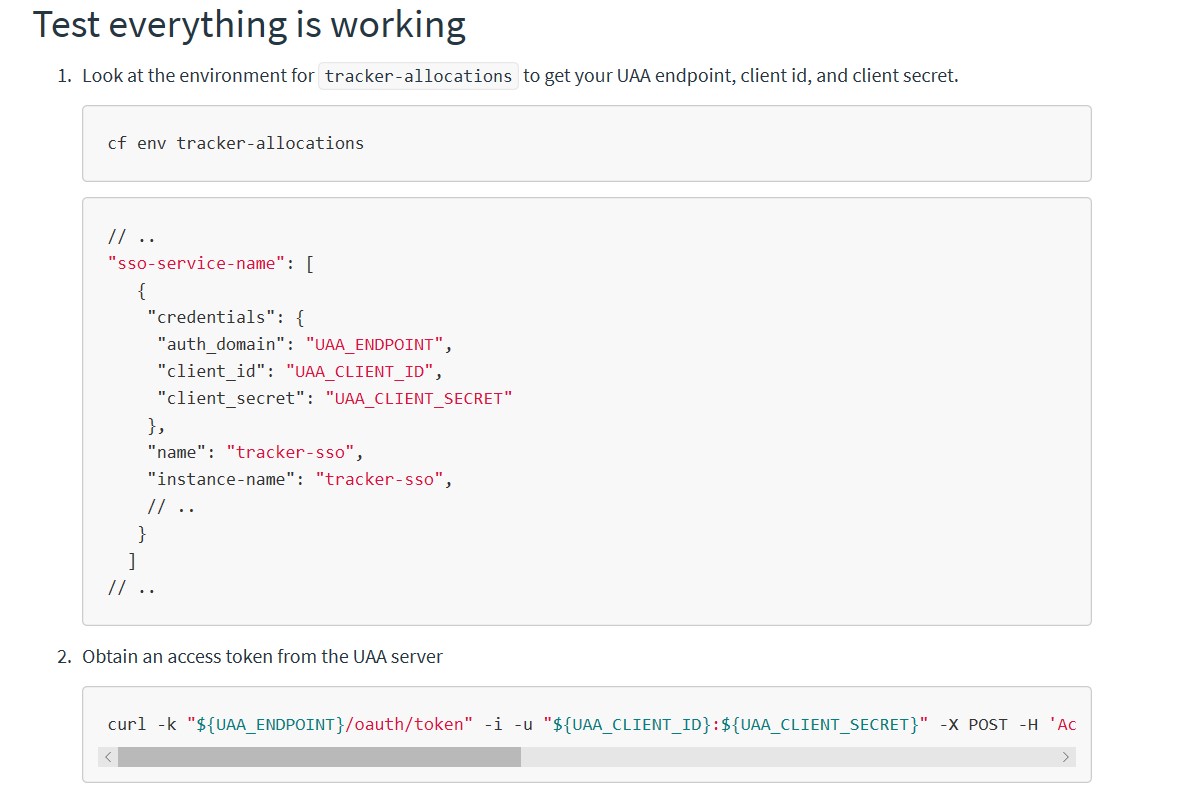 Test everything is working
1. Look at the environment for tracker-allocations to get your UAA endpoint, client id, and client secret.
cf env tracker-allocations
// ..
"sso-service-name": [
{
"credentials": {
"auth_domain": "UAA_ENDPOINT",
"client_id": "UAA_CLIENT_ID",
"client_secret": "UAA_CLIENT_SECRET"
},
"name": "tracker-sso",
"instance-name": "tracker-sso",
// ..
}
]
// ..
2. Obtain an access token from the UAA server
curl -k "${UAA_ENDPOINT}/oauth/token" -i -u "${UAA_CLIENT_ID}:${UAA_CLIENT_SECRET}" -X POST -H 'Ac